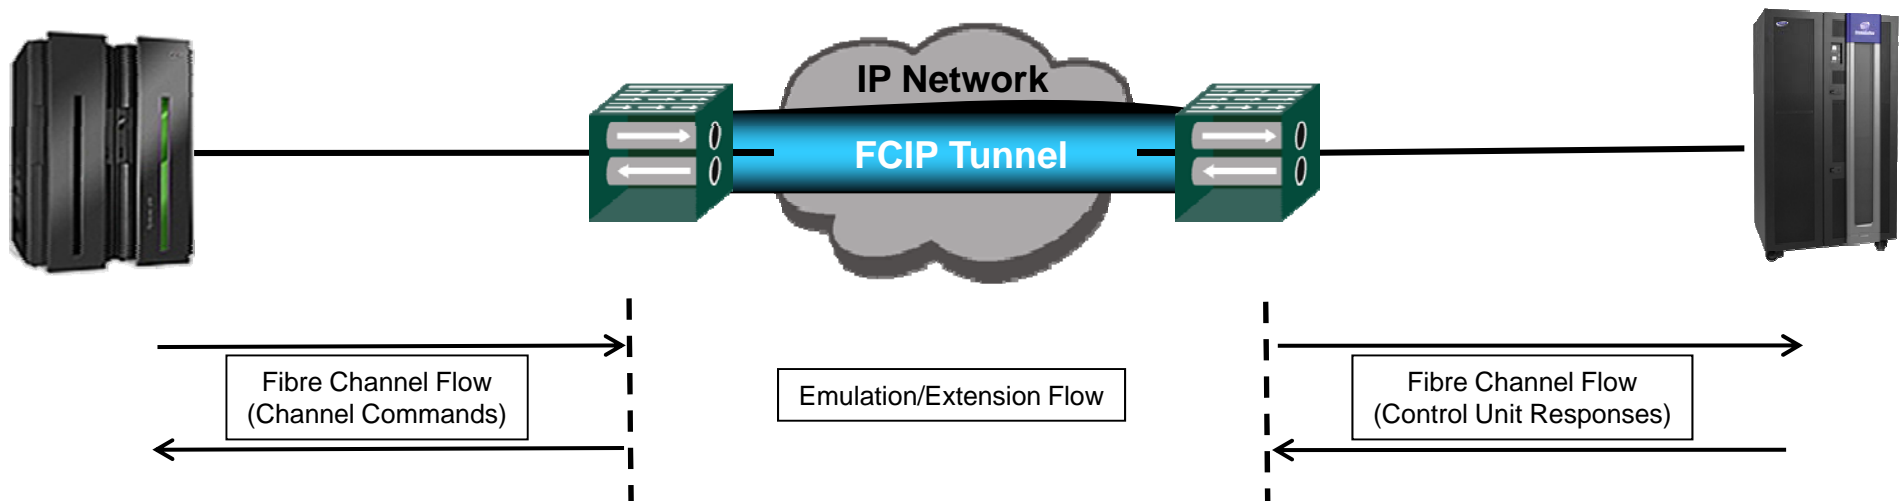 IP Network
FCIP Tunnel
Fibre Channel Flow
(Channel Commands)
Emulation/Extension Flow
Fibre Channel Flow
(Control Unit Responses)